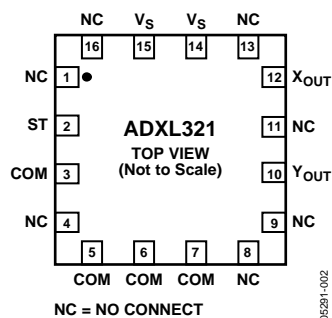 NC VS VS NC
16 15 14 13
NC 1 12 XOUT
ST 2 ADXL321 11 NC
TOP VIEW
(Not to Scale)
COM 3 10 YOUT
NC 4 9 NC
5 6 7 8
COM COM COM NC
NC = NO CONNECT
05291-002